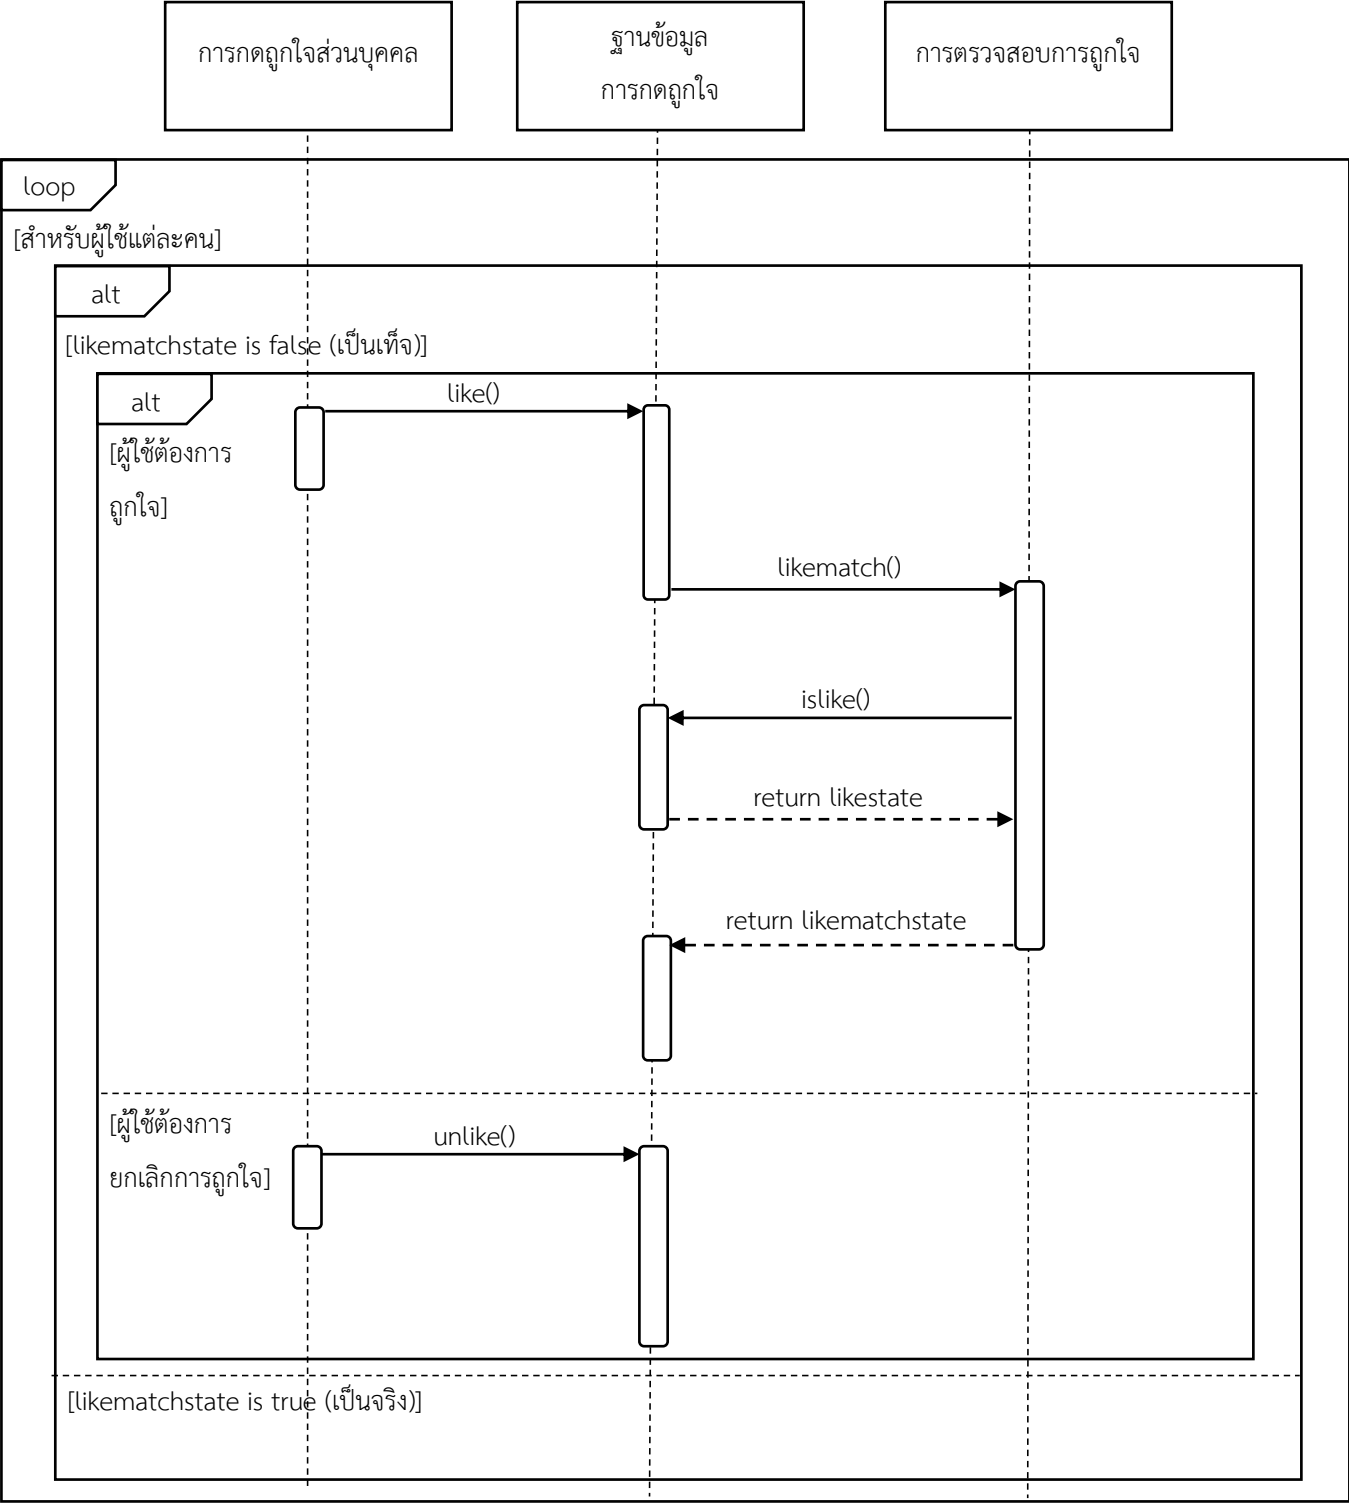 การกดถูกใจส่วนบุคคล
ฐานข้อมูล
การกดถูกใจ
การตรวจสอบการถูกใจ
loop
[สำหรับผู้ใช้แต่ละคน]
alt
[likematchstate is false (เป็นเท็จ)]
alt
like()
[ผู้ใช้ต้องการ
ถูกใจ]
likematch()
islike()
return likestate
return likematchstate
[ผู้ใช้ต้องการ
unlike()
ยกเลิกการถูกใจ]
[likematchstate is true (เป็นจริง)]